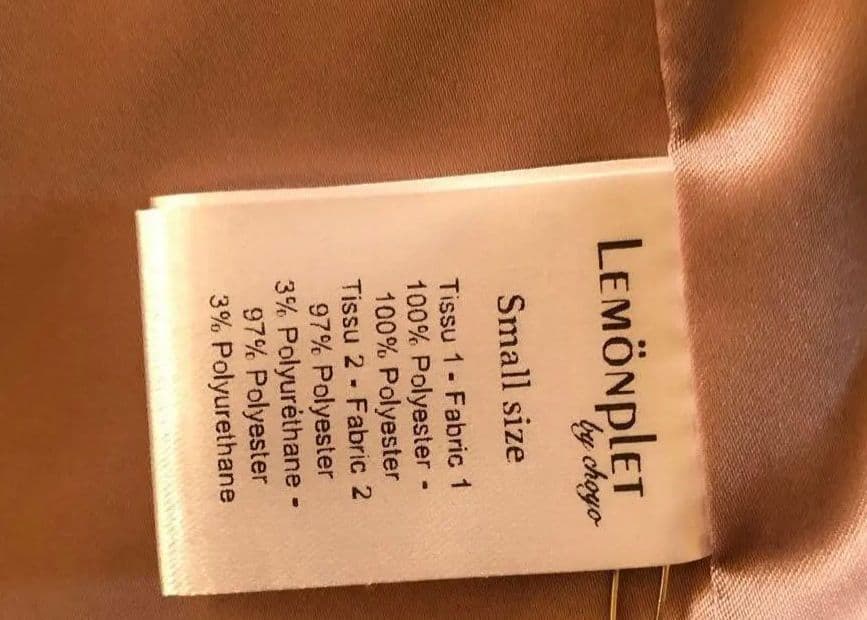 LEMÖNPLET
by choyo
Small size
Tissu 1 - Fabric 1
100% Polyester -
100% Polyester
Tissu 2 - Fabric 2
97% Polyester
3% Polyuréthane -
97% Polyester
3% Polyurethane